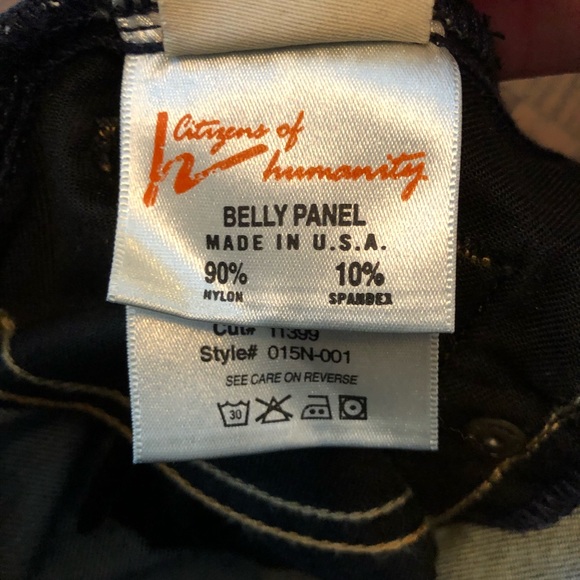 Citizens of
humanity
BELLY PANEL
MADE IN U.S.A.
90% 10%
NYLON SPANDEX
Cut# 11399
Style# 015N-001
SEE CARE ON REVERSE
30